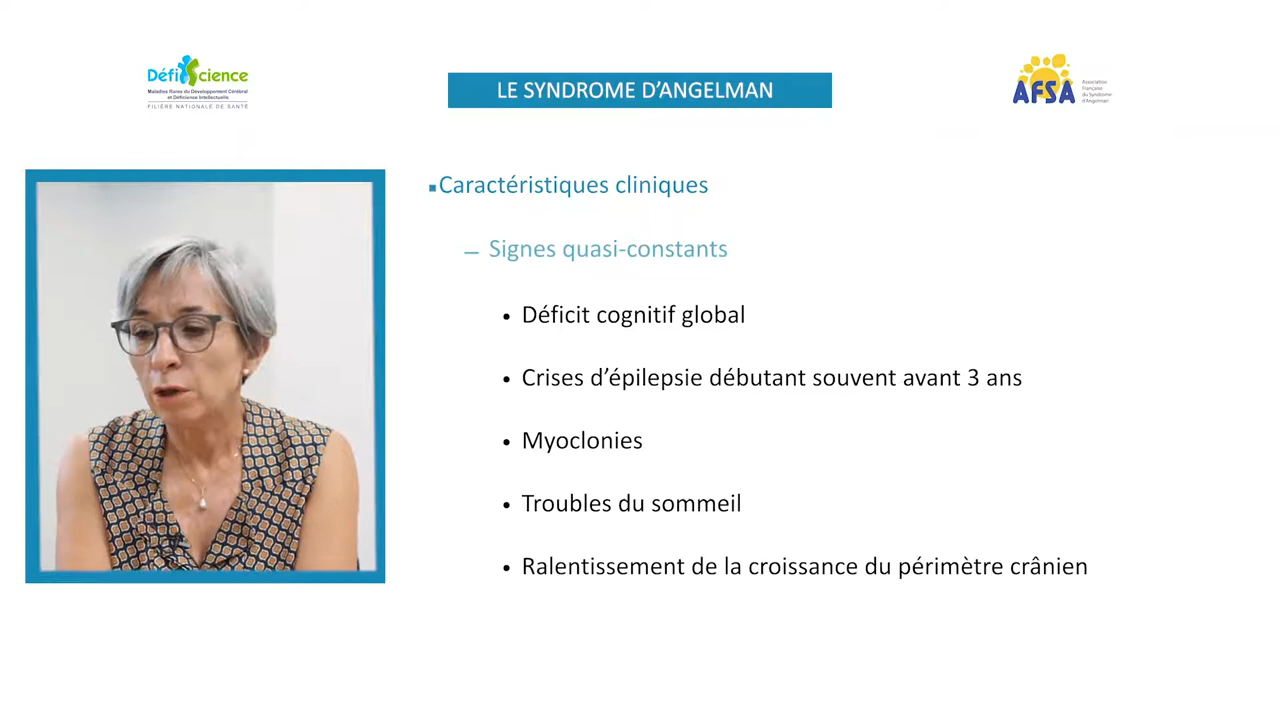 DéfiScience
Maladies Rares du Développement Cérébral
et Déficience Intellectuelle
FILIÈRE NATIONALE DE SANTÉ
LE SYNDROME D’ANGELMAN
AFSA
Association
Française
du Syndrome
d'Angelman
Caractéristiques cliniques
– Signes quasi-constants
• Déficit cognitif global
• Crises d’épilepsie débutant souvent avant 3 ans
• Myoclonies
• Troubles du sommeil
• Ralentissement de la croissance du périmètre crânien